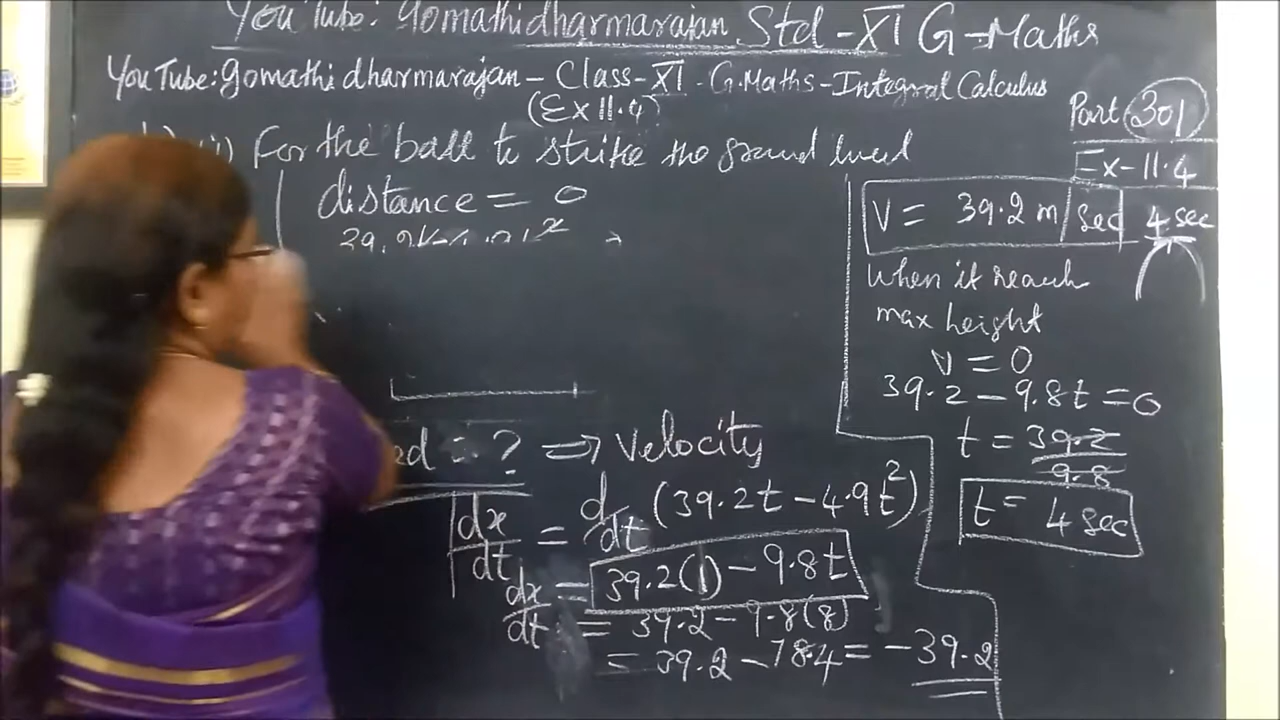 YouTube: gomathidharmarajan Std-XI G-Maths
YouTube: gomathi dharmarajan - Class-XI - G.Maths - Integral Calculus
(Ex 11.4)
Part 301
Ex-11.4
ii) For the ball to strike the ground level
distance = 0
V = 39.2 m/sec
4 sec
when it reach
max height
V = 0
39.2 - 9.8t = 0
t = 39.2/9.8
t = 4 sec
= ? ⇒ Velocity
dx/dt = d/dt (39.2t - 4.9t²)
dx/dt = 39.2(1) - 9.8t
= 39.2 - 9.8(8)
= 39.2 - 78.4 = -39.2